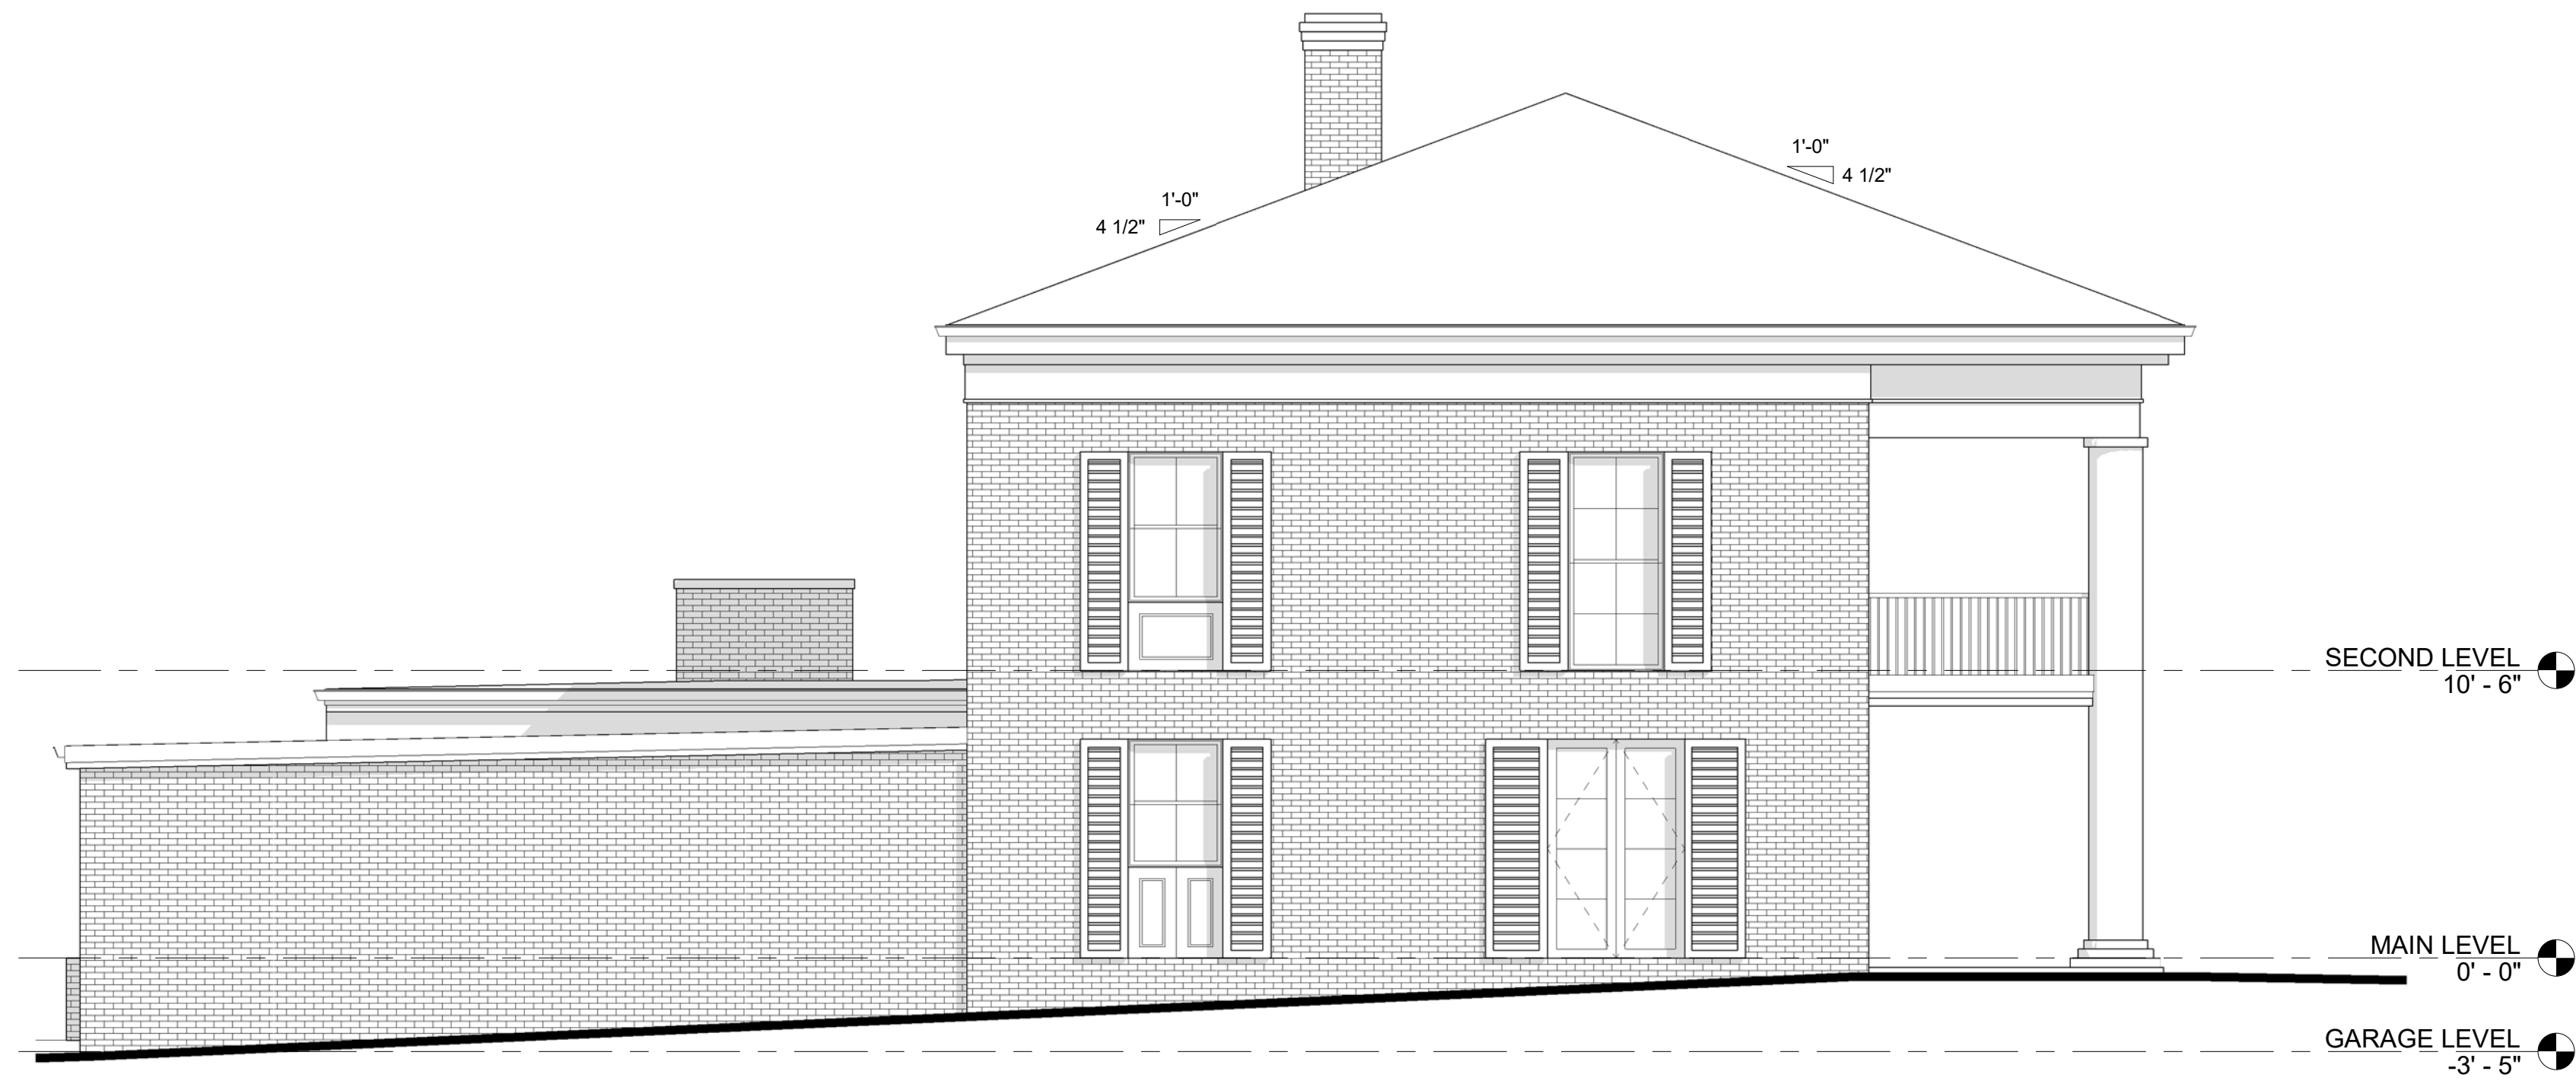 1'-0"
4 1/2"
1'-0"
4 1/2"
SECOND LEVEL
10' - 6"
MAIN LEVEL
0' - 0"
GARAGE LEVEL
-3' - 5"